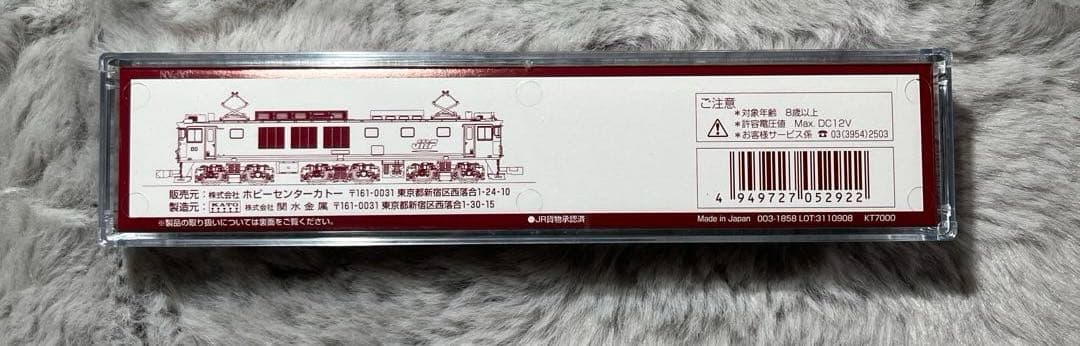 JRF
販売元: 株式会社 ホビーセンターカトー 〒161-0031 東京都新宿区西落合1-24-10
製造元: KATO 株式会社 関水金属 〒161-0031 東京都新宿区西落合1-30-15
※製品の取り扱いについては裏面をご覧ください。
●JR貨物承認済
ご注意
*対象年齢 8歳以上
*許容電圧値 Max. DC12V
*お客様サービス係 ☎03(3954)2503
4 949727 052922
Made in Japan 003-1858 LOT:3110908 KT7000